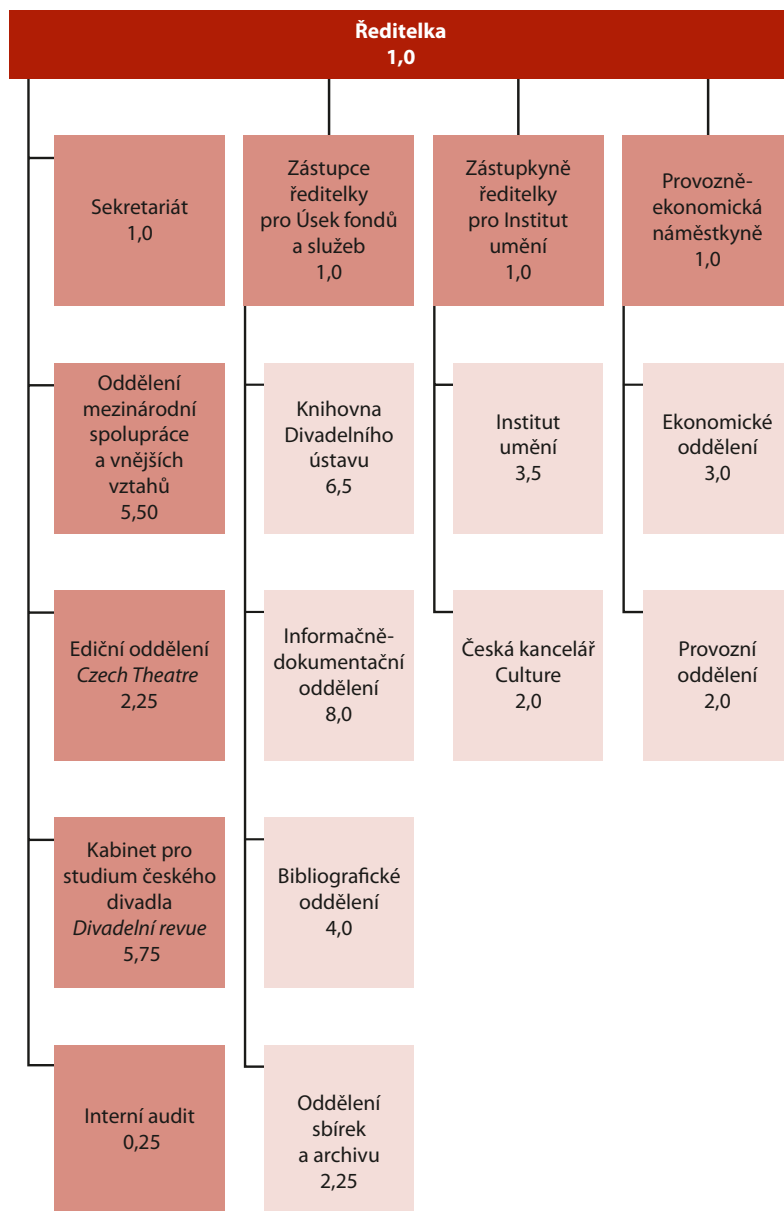 Ředitelka
1,0
Sekretariát
1,0
Zástupce
ředitelky
pro Úsek fondů
a služeb
1,0
Zástupkyně
ředitelky
pro Institut
umění
1,0
Provozně-
ekonomická
náměstkyně
1,0
Oddělení
mezinárodní
spolupráce
a vnějších
vztahů
5,50
Knihovna
Divadelního
ústavu
6,5
Institut
umění
3,5
Ekonomické
oddělení
3,0
Ediční oddělení
Czech Theatre
2,25
Informačně-
dokumentační
oddělení
8,0
Česká kancelář
Culture
2,0
Provozní
oddělení
2,0
Kabinet pro
studium českého
divadla
Divadelní revue
5,75
Bibliografické
oddělení
4,0
Interní audit
0,25
Oddělení
sbírek
a archivu
2,25